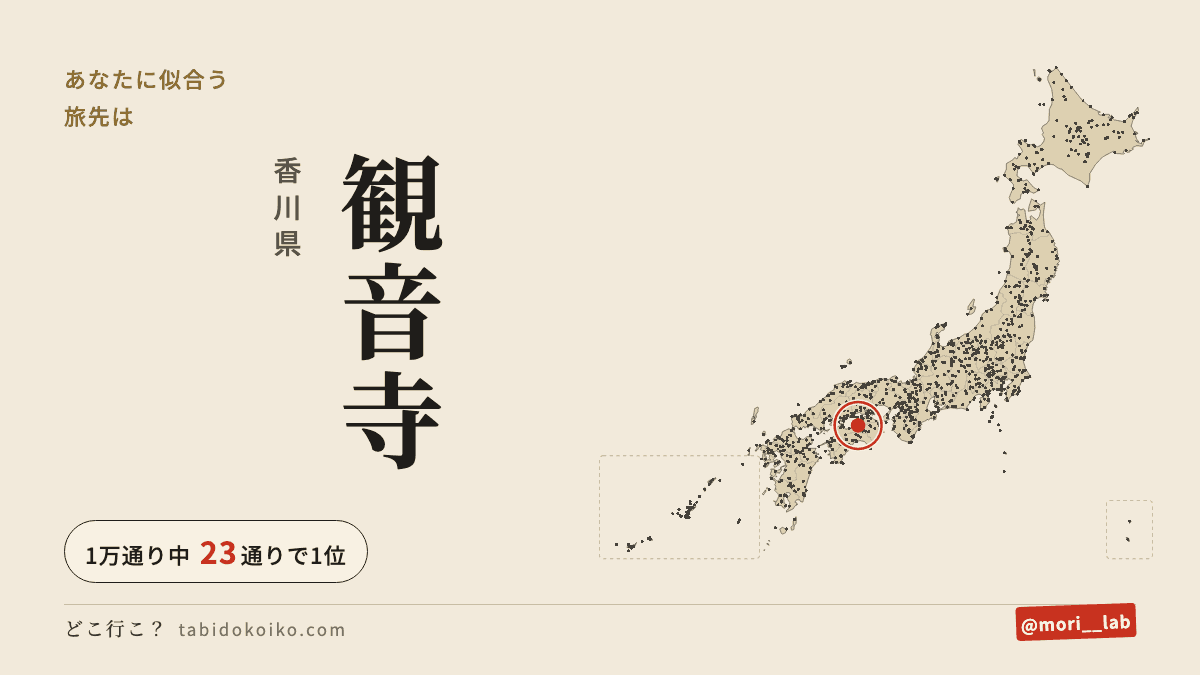 あなたに似合う
旅先は
観音寺
香川県
1万通り中 23通りで1位
どこ行こ？ tabidokoiko.com
@mori__lab